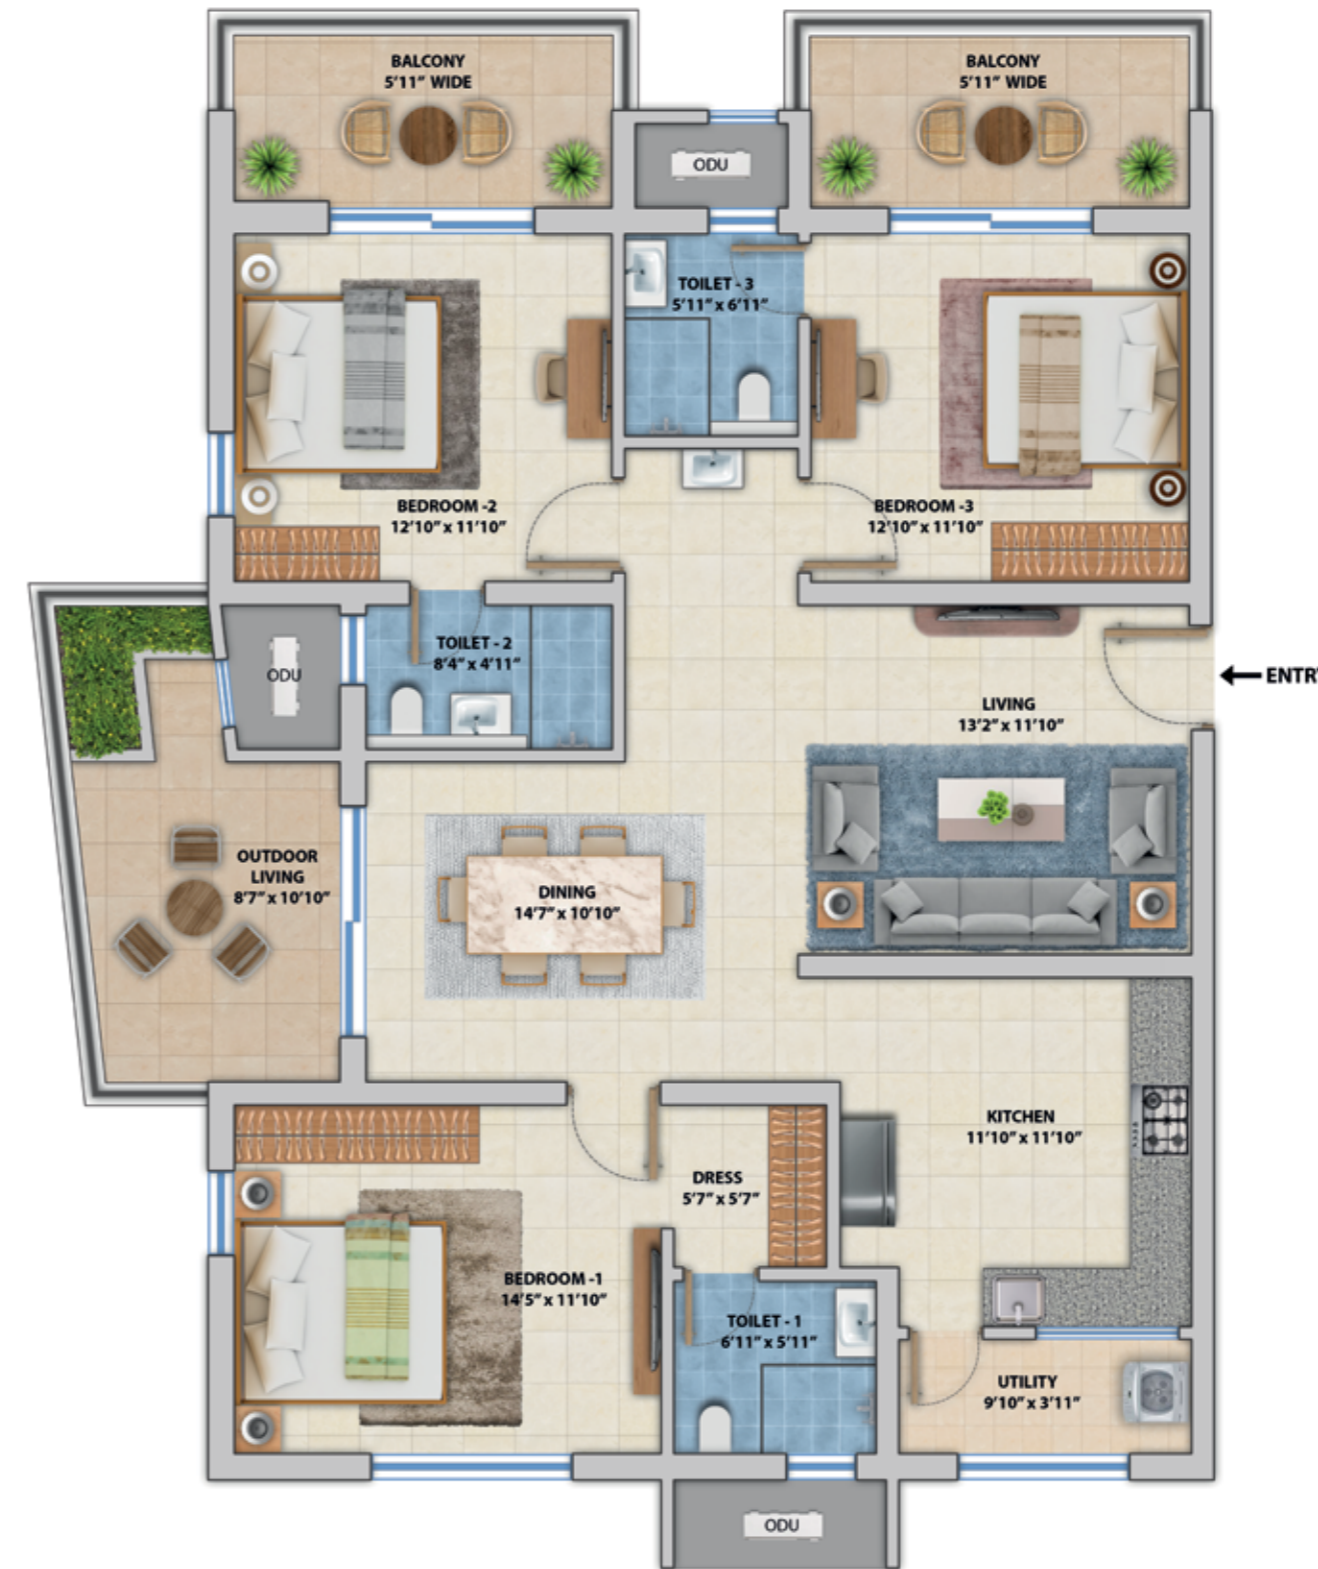 BALCONY
5'11" WIDE
BALCONY
5'11" WIDE
ODU
TOILET - 3
5'11" x 6'11"
BEDROOM -2
12'10" x 11'10"
BEDROOM -3
12'10" x 11'10"
TOILET - 2
8'4" x 4'11"
ODU
ENTR
LIVING
13'2" x 11'10"
OUTDOOR
LIVING
8'7" x 10'10"
DINING
14'7" x 10'10"
KITCHEN
11'10" x 11'10"
DRESS
5'7" x 5'7"
BEDROOM -1
14'5" x 11'10"
TOILET - 1
6'11" x 5'11"
UTILITY
9'10" x 3'11"
ODU